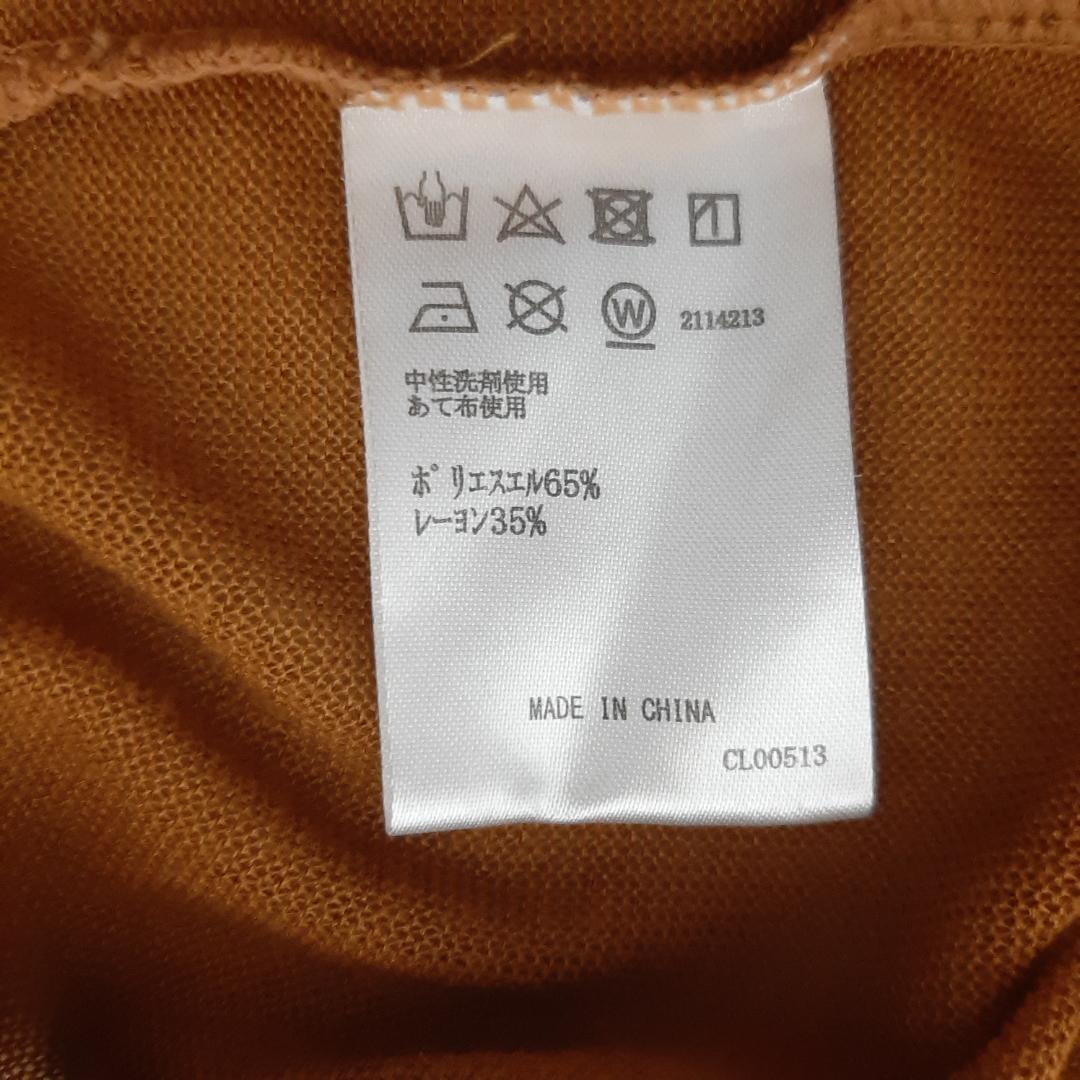 W 2114213
中性洗剤使用
あて布使用
ポリエスエル65%
レーヨン35%
MADE IN CHINA
CL00513